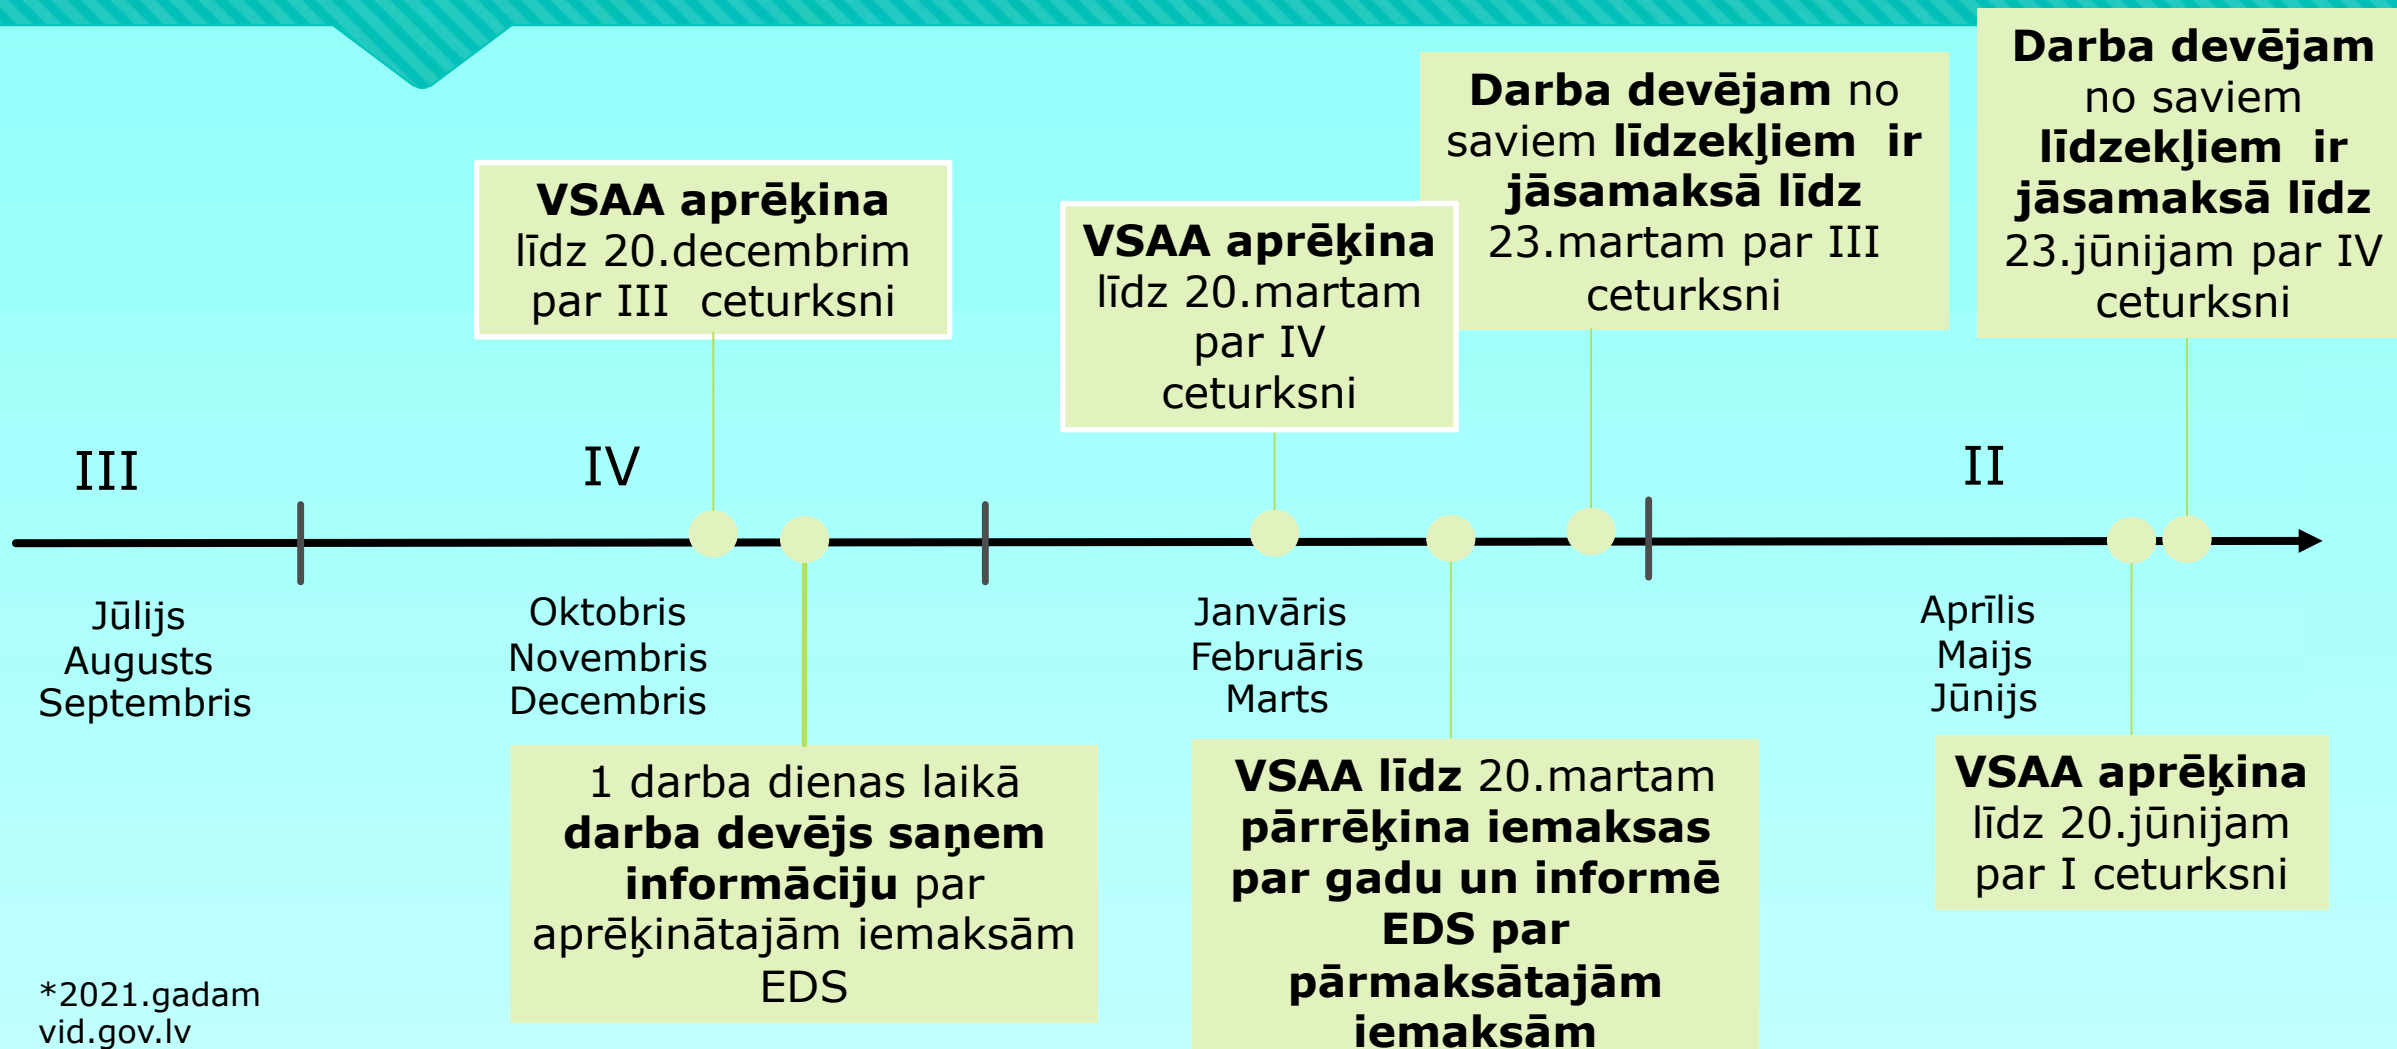 VSAA aprēķina
līdz 20.decembrim
par III ceturksni
VSAA aprēķina
līdz 20.martam
par IV
ceturksni
Darba devējam no
saviem līdzekļiem ir
jāsamaksā līdz
23.martam par III
ceturksni
Darba devējam
no saviem
līdzekļiem ir
jāsamaksā līdz
23.jūnijam par IV
ceturksni
III
IV
II
Jūlijs
Augusts
Septembris
Oktobris
Novembris
Decembris
Janvāris
Februāris
Marts
Aprīlis
Maijs
Jūnijs
1 darba dienas laikā
darba devējs saņem
informāciju par
aprēķinātajām iemaksām
EDS
VSAA līdz 20.martam
pārrēķina iemaksas
par gadu un informē
EDS par
pārmaksātajām
iemaksām
VSAA aprēķina
līdz 20.jūnijam
par I ceturksni
*2021.gadam
vid.gov.lv